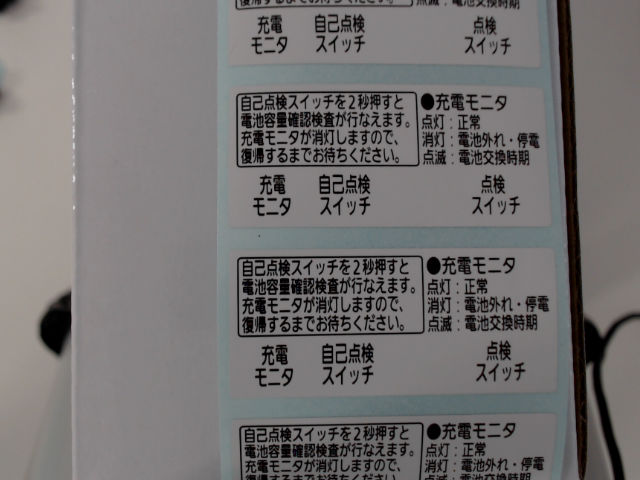 復帰するまでお待ちください。
点滅：電池交換時期
充電
モニタ
自己点検
スイッチ
点検
スイッチ
自己点検スイッチを2秒押すと
電池容量確認検査が行なえます。
充電モニタが消灯しますので、
復帰するまでお待ちください。
●充電モニタ
点灯：正常
消灯：電池外れ・停電
点滅：電池交換時期
充電
モニタ
自己点検
スイッチ
点検
スイッチ
自己点検スイッチを2秒押すと
電池容量確認検査が行なえます。
充電モニタが消灯しますので、
復帰するまでお待ちください。
●充電モニタ
点灯：正常
消灯：電池外れ・停電
点滅：電池交換時期
充電
モニタ
自己点検
スイッチ
点検
スイッチ
自己点検スイッチを2秒押すと
電池容量確認検査が行なえます。
充電モニタが消灯しますので、
●充電モニタ
点灯：正常
消灯：電池外れ・停電